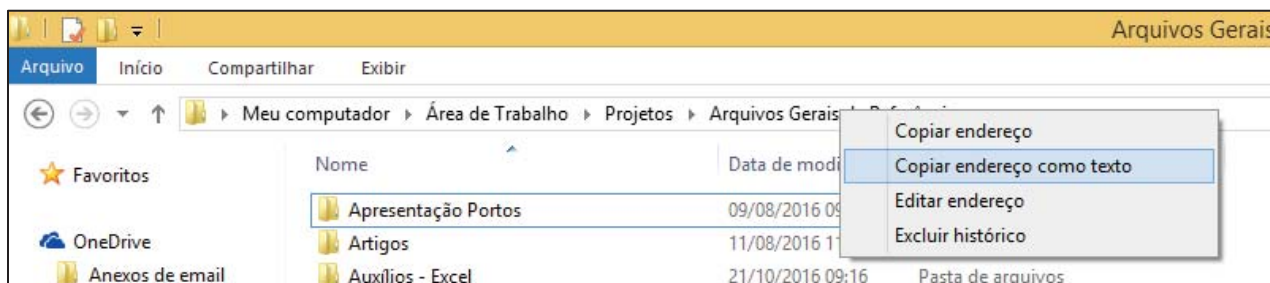 Arquivos Gerais
Arquivo Início Compartilhar Exibir
Meu computador Área de Trabalho Projetos Arquivos Gerais
Copiar endereço
Nome Data de modi Copiar endereço como texto
Favoritos
Apresentação Portos 09/08/2016 Editar endereço
OneDrive Artigos 11/08/2016 Excluir histórico
Anexos de email Auxílios - Excel 21/10/2016 09:16 Pasta de arquivos